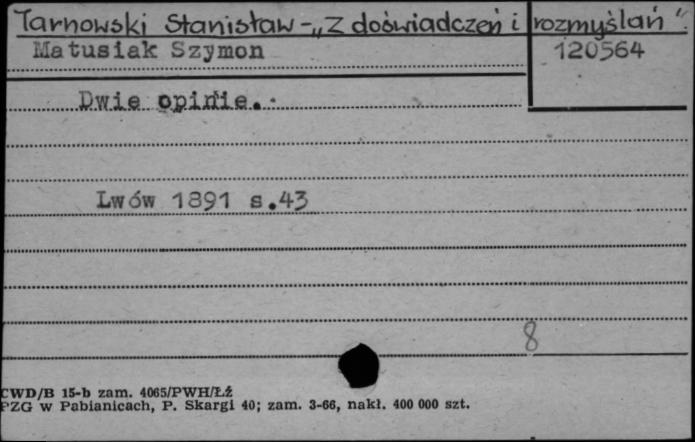 Tarnowski Stanisław - „Z doświadczeń i rozmyślań".
Matusiak Szymon 120564
Dwie opinie.
Lwów 1891 s.43
8
CWD/B 15-b zam. 4065/PWH/Łź
PZG w Pabianicach, P. Skargi 40; zam. 3-66, nakł. 400 000 szt.